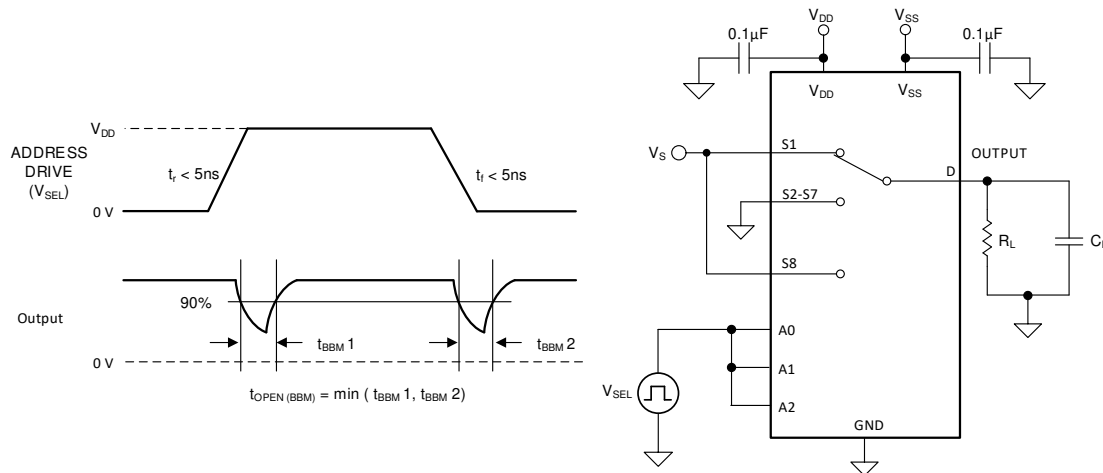 V_DD
ADDRESS
DRIVE
(V_SEL)
t_r < 5ns
t_f < 5ns
0 V
90%
Output
t_BBM 1
t_BBM 2
0 V
t_OPEN (BBM) = min ( t_BBM 1, t_BBM 2)
V_DD
V_SS
0.1µF
0.1µF
V_DD
V_SS
V_S
S1
OUTPUT
D
S2-S7
R_L
S8
A0
A1
V_SEL
A2
GND